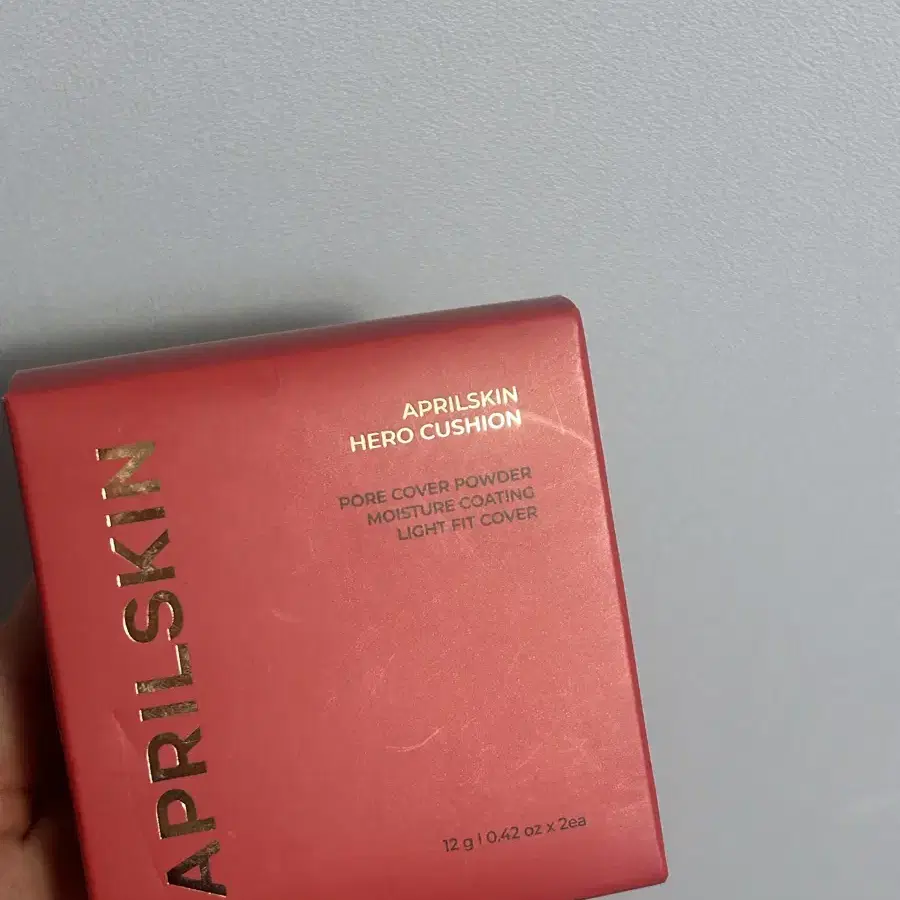 APRILSKIN
APRILSKIN
HERO CUSHION
PORE COVER POWDER
MOISTURE COATING
LIGHT FIT COVER
12 g | 0.42 oz x 2ea